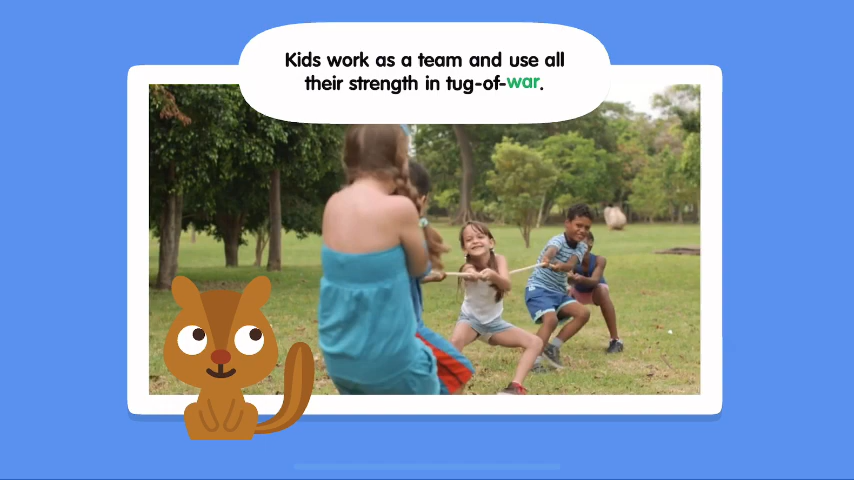 Kids work as a team and use all
their strength in tug-of-war.